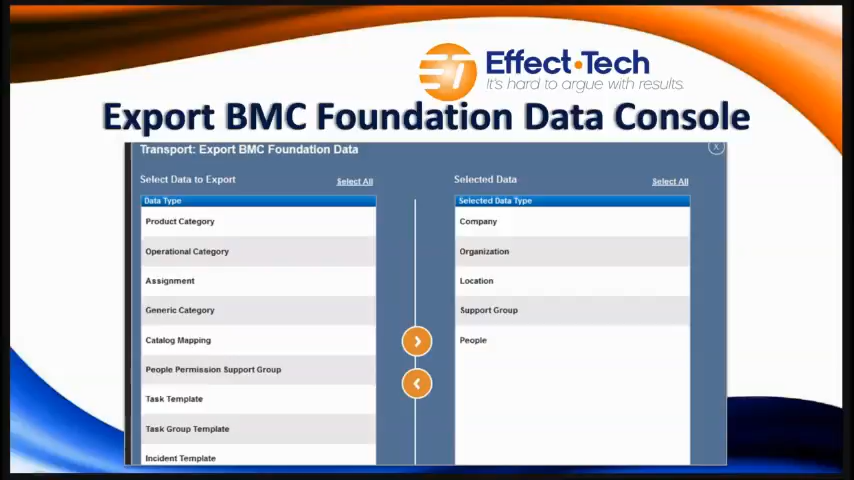 ET
Effect•Tech
It's hard to argue with results.
Export BMC Foundation Data Console
Transport: Export BMC Foundation Data
X
Select Data to Export
Select All
Data Type
Product Category
Operational Category
Assignment
Generic Category
Catalog Mapping
People Permission Support Group
Task Template
Task Group Template
Incident Template
Selected Data
Select All
Selected Data Type
Company
Organization
Location
Support Group
People